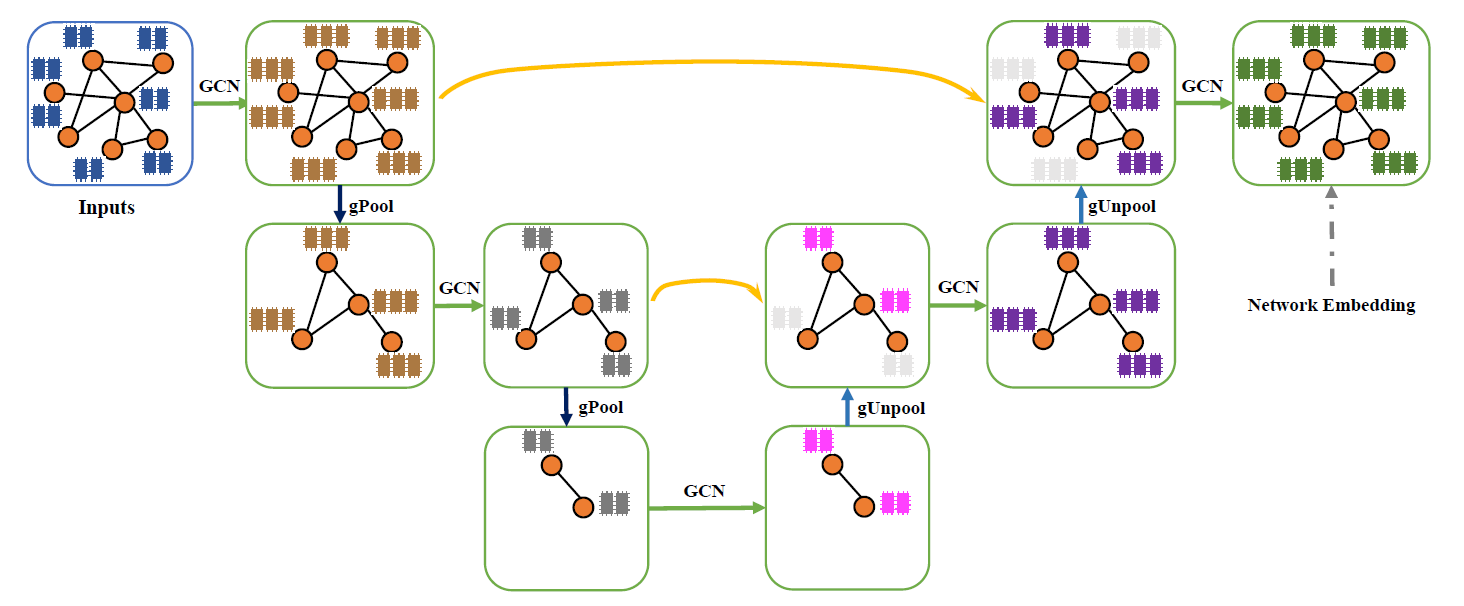 GCN
GCN
Inputs
gPool
gUnpool
GCN
GCN
Network Embedding
gPool
gUnpool
GCN